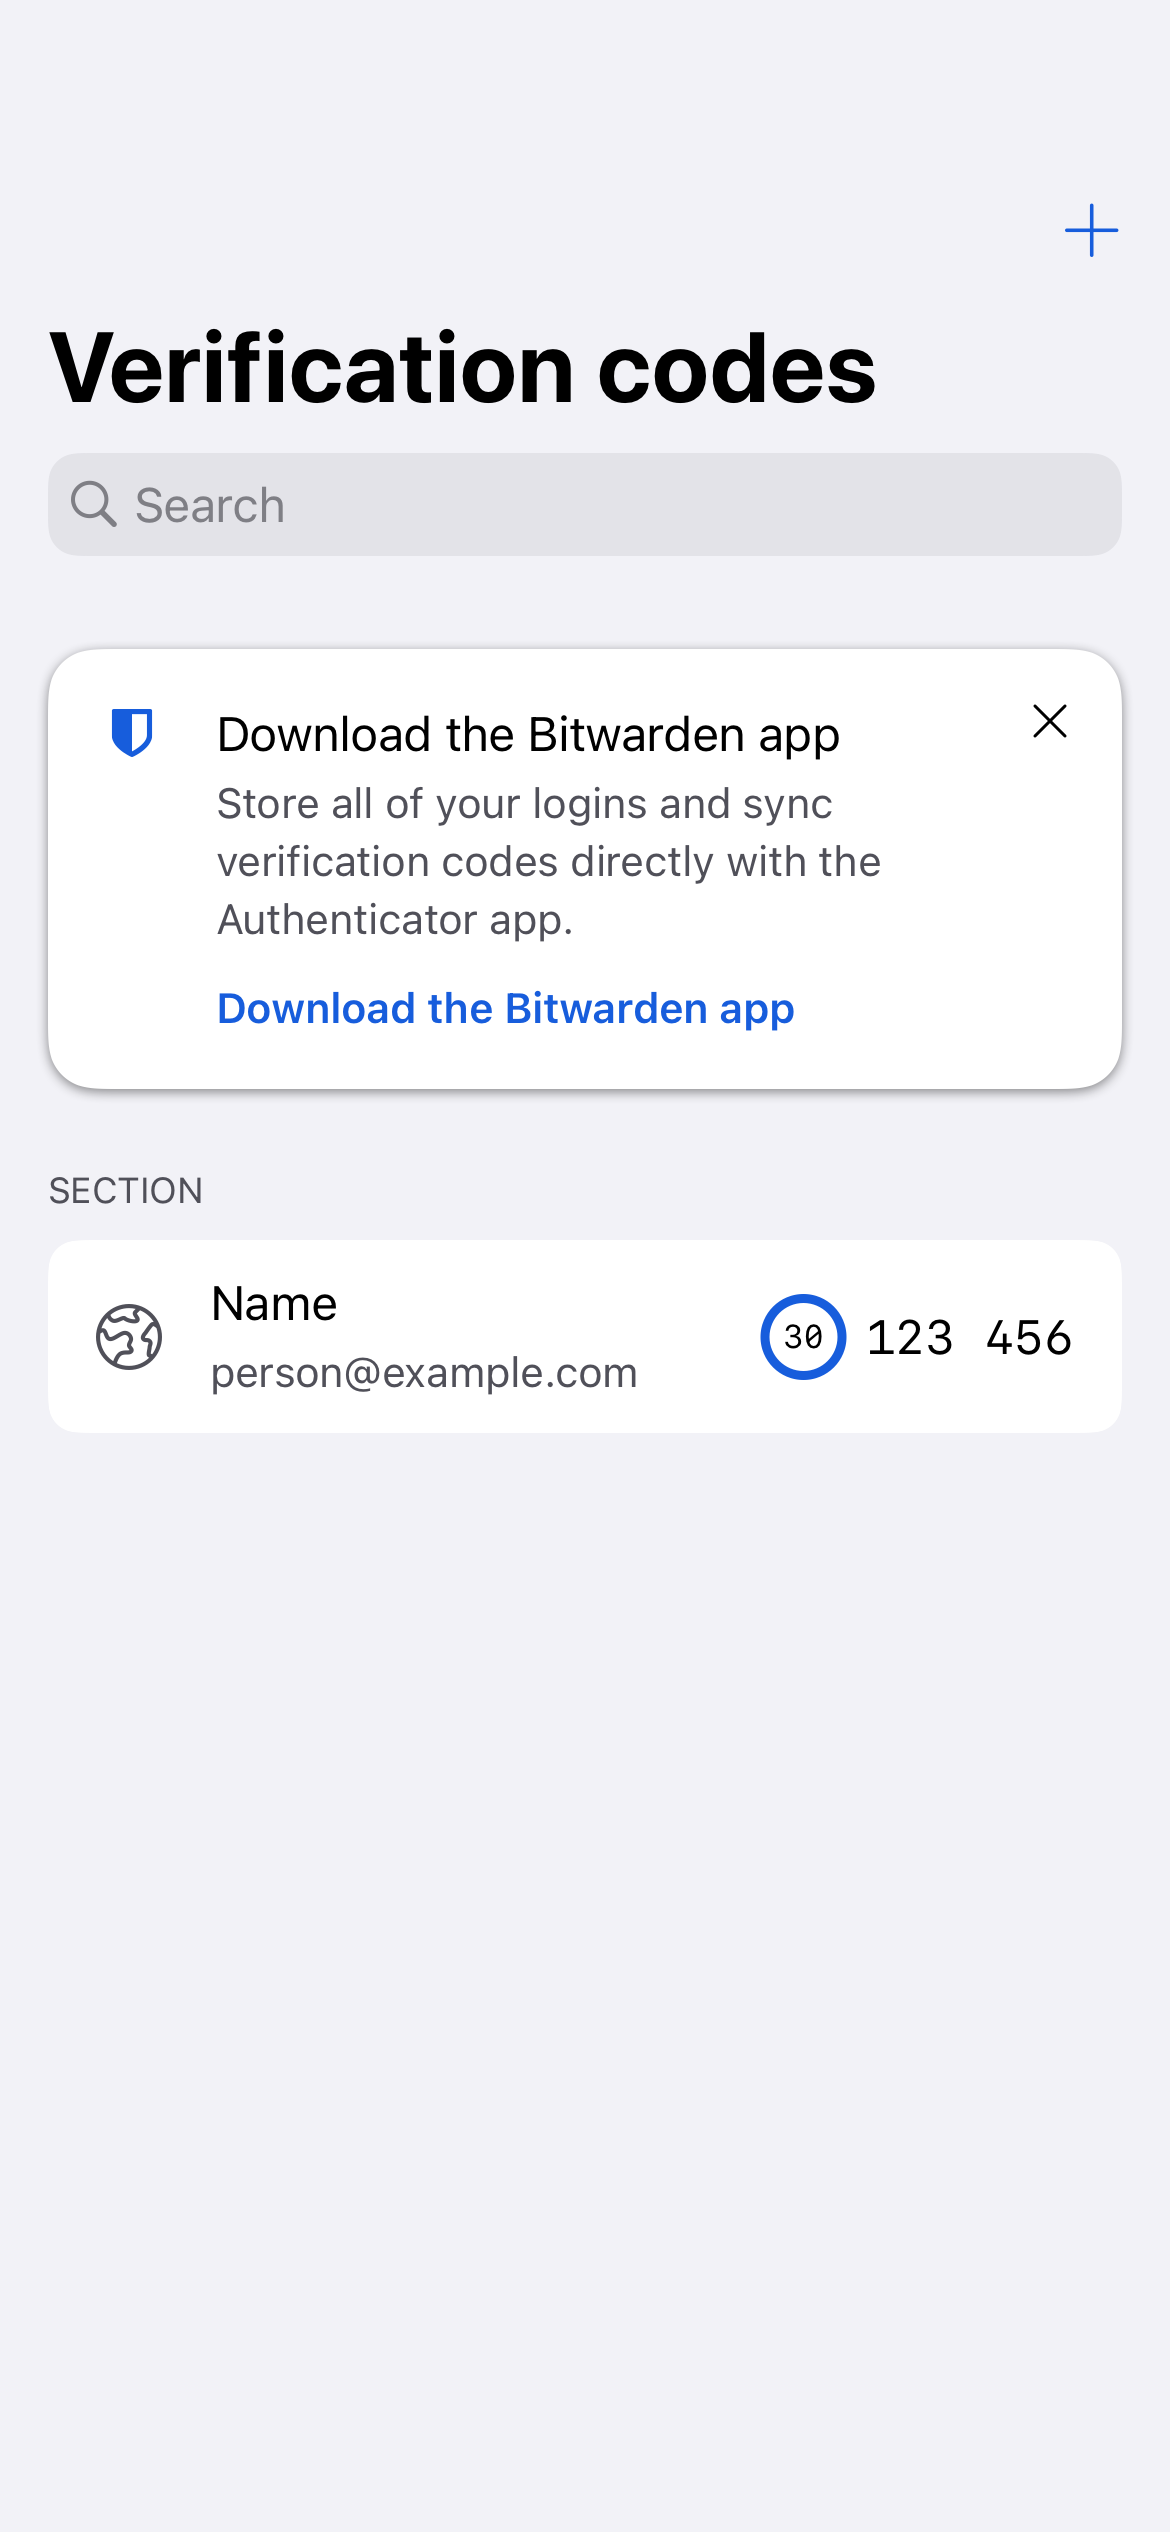 Verification codes
Search
Download the Bitwarden app
Store all of your logins and sync
verification codes directly with the
Authenticator app.
Download the Bitwarden app
SECTION
Name
person@example.com
30
123 456